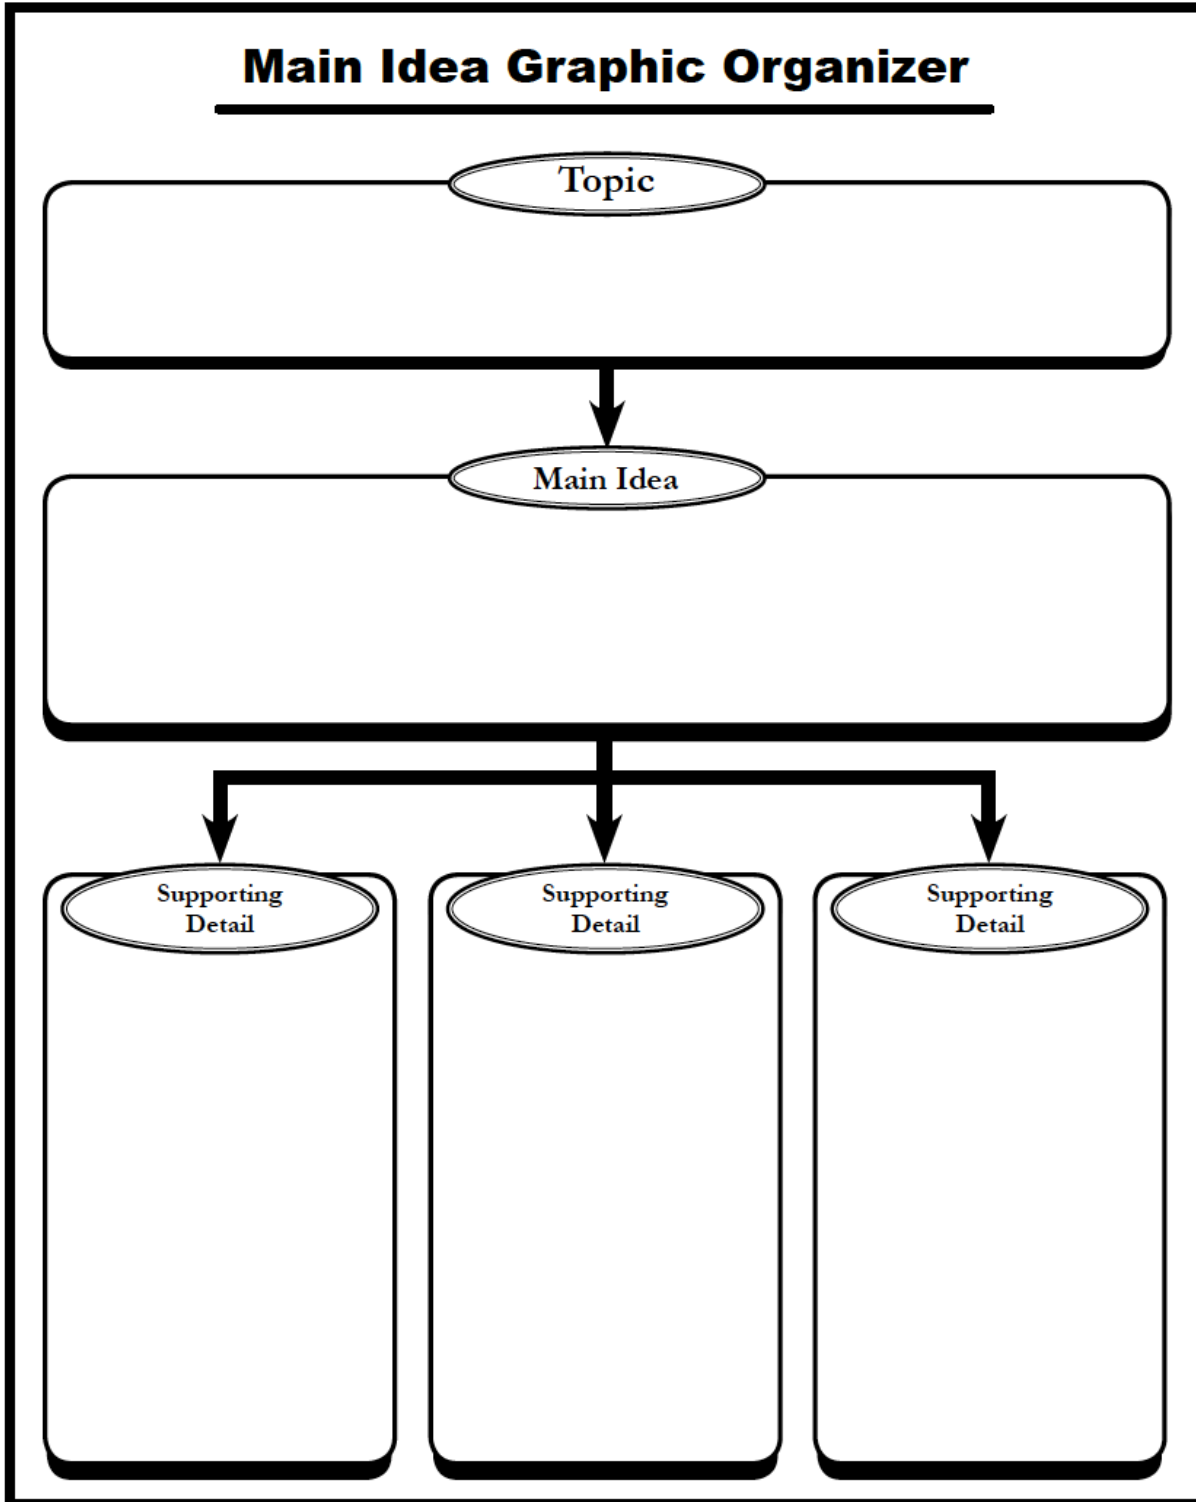 Main Idea Graphic Organizer
Topic
Main Idea
Supporting
Detail
Supporting
Detail
Supporting
Detail